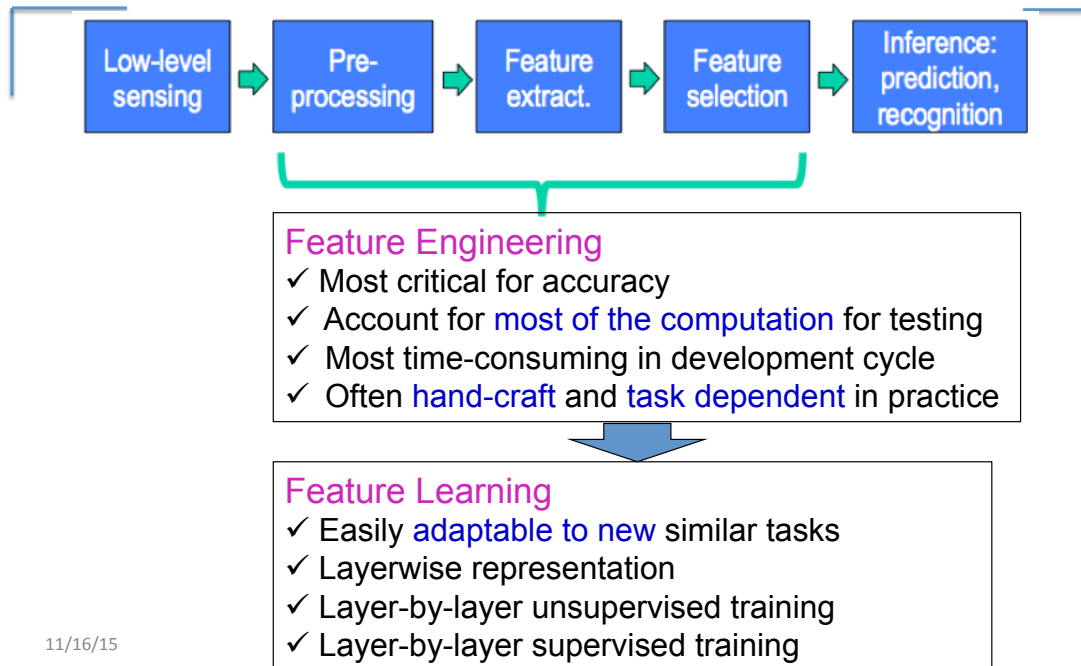 Low-level
sensing
Pre-
processing
Feature
extract.
Feature
selection
Inference:
prediction,
recognition
Feature Engineering
✓ Most critical for accuracy
✓ Account for most of the computation for testing
✓ Most time-consuming in development cycle
✓ Often hand-craft and task dependent in practice
Feature Learning
✓ Easily adaptable to new similar tasks
✓ Layerwise representation
✓ Layer-by-layer unsupervised training
✓ Layer-by-layer supervised training
11/16/15